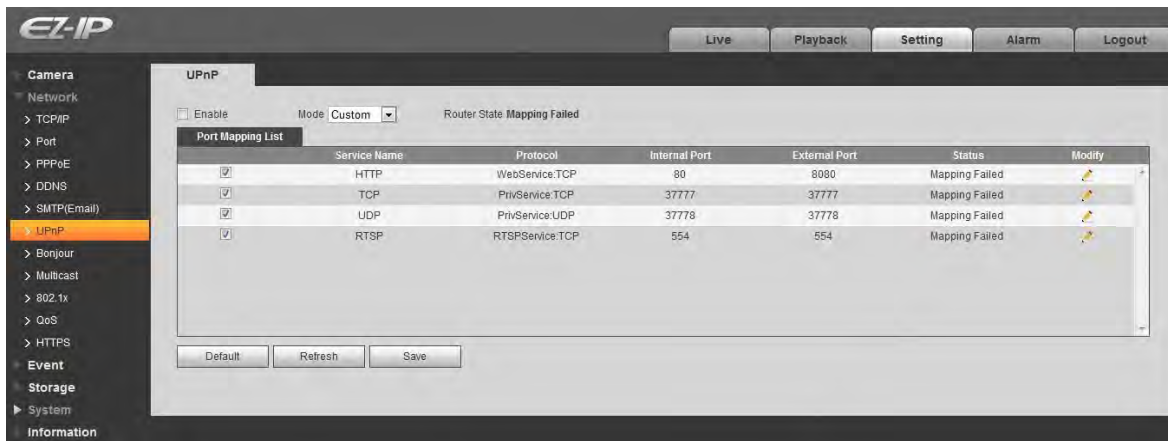 EZ-IP
Live Playback Setting Alarm Logout
Camera
Network
TCP/IP
Port
PPPoE
DDNS
SMTP(Email)
UPnP
Bonjour
Multicast
802.1x
QoS
HTTPS
Event
Storage
System
Information
UPnP
Enable Mode Custom Router State Mapping Failed
Port Mapping List
Service Name Protocol Internal Port External Port Status Modify
HTTP WebService:TCP 80 8080 Mapping Failed
TCP PrivService:TCP 37777 37777 Mapping Failed
UDP PrivService:UDP 37778 37778 Mapping Failed
RTSP RTSPService:TCP 554 554 Mapping Failed
Default Refresh Save